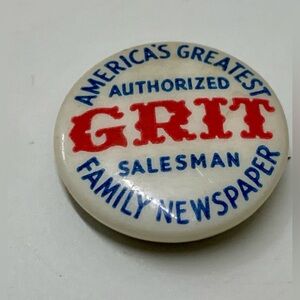 AMERICA'S GREATEST
AUTHORIZED
GRIT
SALESMAN
FAMILY NEWSPAPER